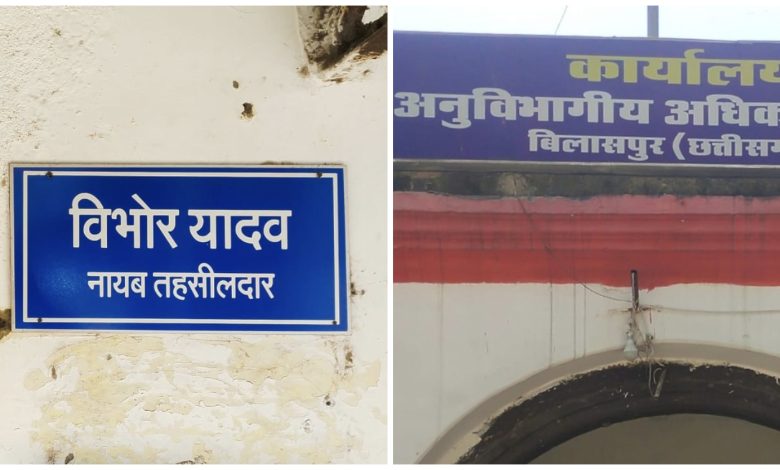 विभोर यादव
नायब तहसीलदार
कार्यालय
अनुविभागीय
बिलासपुर